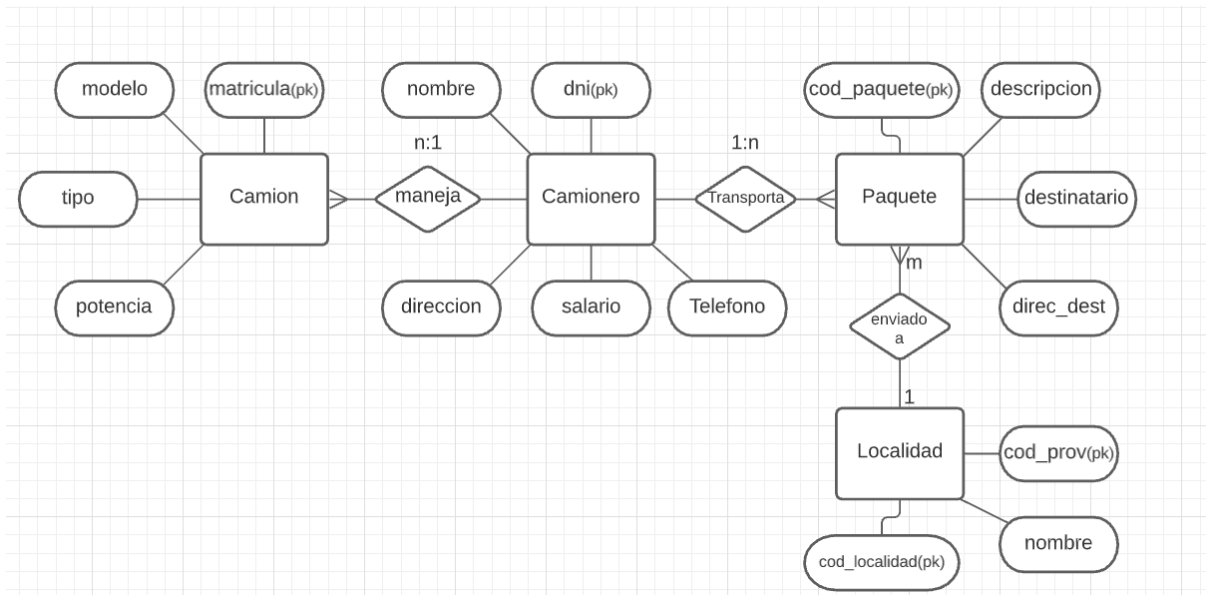 modelo
matricula(pk)
nombre
dni(pk)
cod_paquete(pk)
descripcion
n:1
1:n
tipo
Camion
maneja
Camionero
Transporta
Paquete
destinatario
m
potencia
direccion
salario
Telefono
enviado
a
direc_dest
1
Localidad
cod_prov(pk)
nombre
cod_localidad(pk)